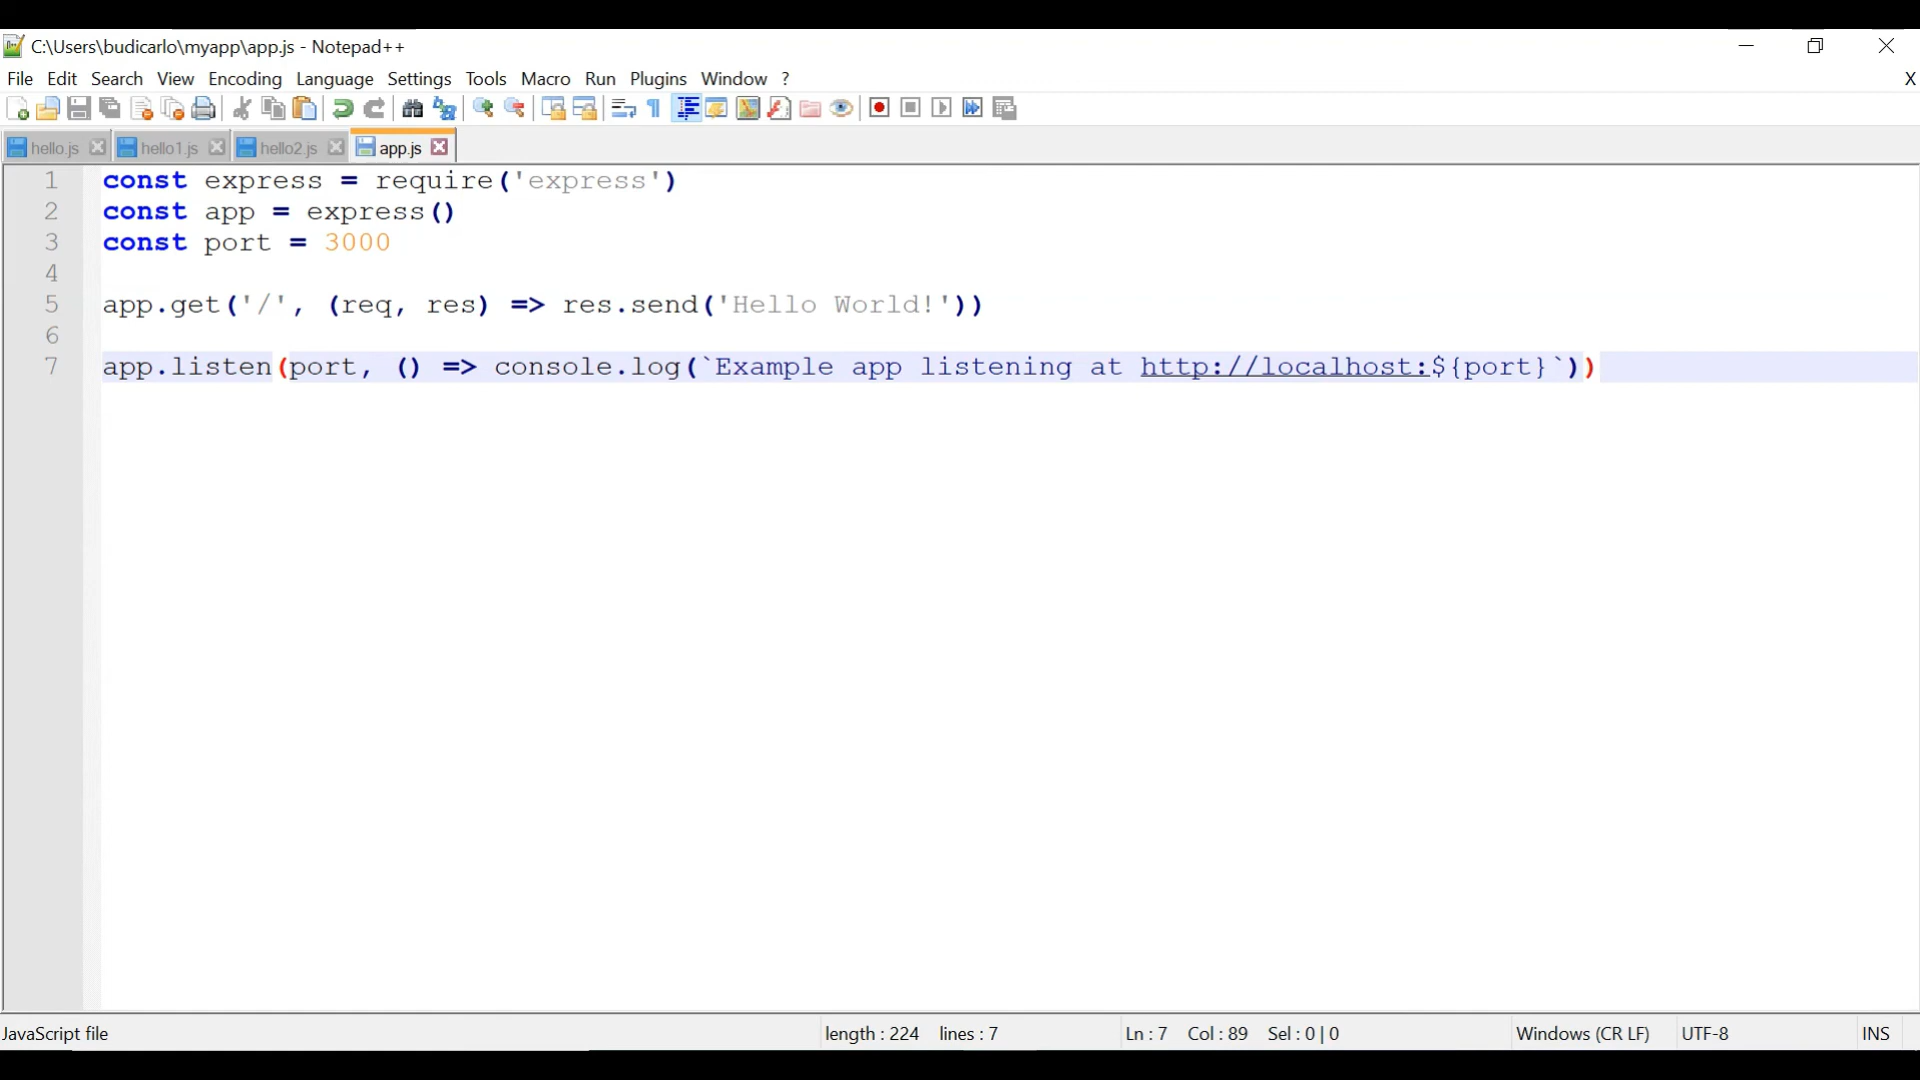 C:\Users\budicarlo\myapp\app.js - Notepad++
File Edit Search View Encoding Language Settings Tools Macro Run Plugins Window ? X
hello.js hello1.js hello2.js app.js
1 const express = require('express')
2 const app = express()
3 const port = 3000
4
5 app.get('/', (req, res) => res.send('Hello World!'))
6
7 app.listen(port, () => console.log(`Example app listening at http://localhost:${port}`))
JavaScript file length : 224 lines : 7 Ln : 7 Col : 89 Sel : 0 | 0 Windows (CR LF) UTF-8 INS